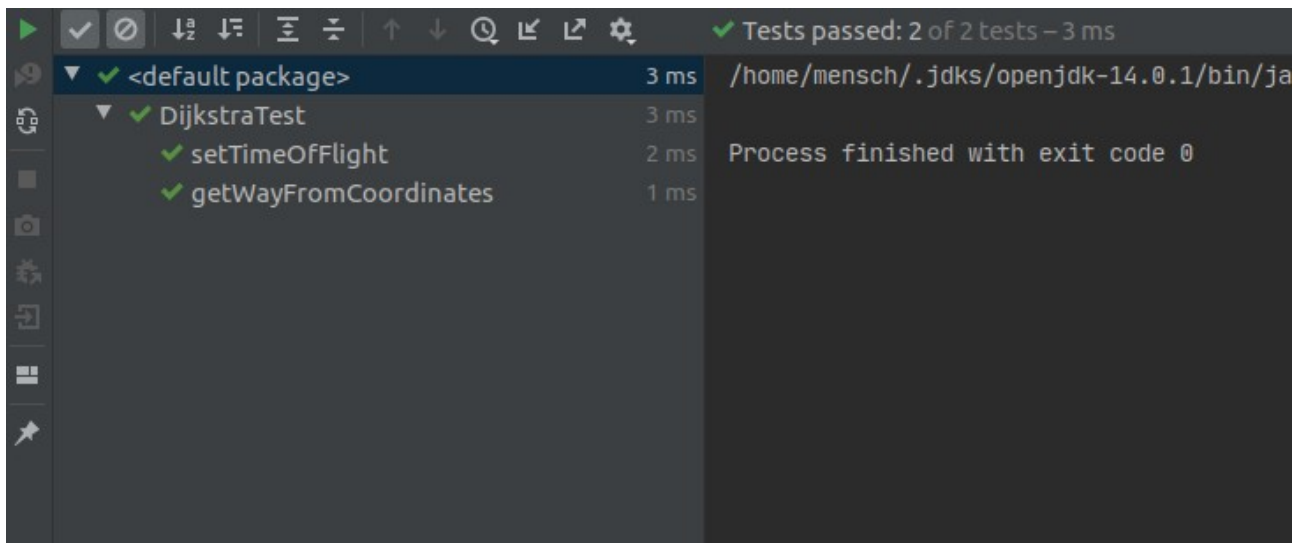 Tests passed: 2 of 2 tests – 3 ms
<default package> 3 ms
DijkstraTest 3 ms
setTimeOfFlight 2 ms
getWayFromCoordinates 1 ms
/home/mensch/.jdks/openjdk-14.0.1/bin/ja
Process finished with exit code 0